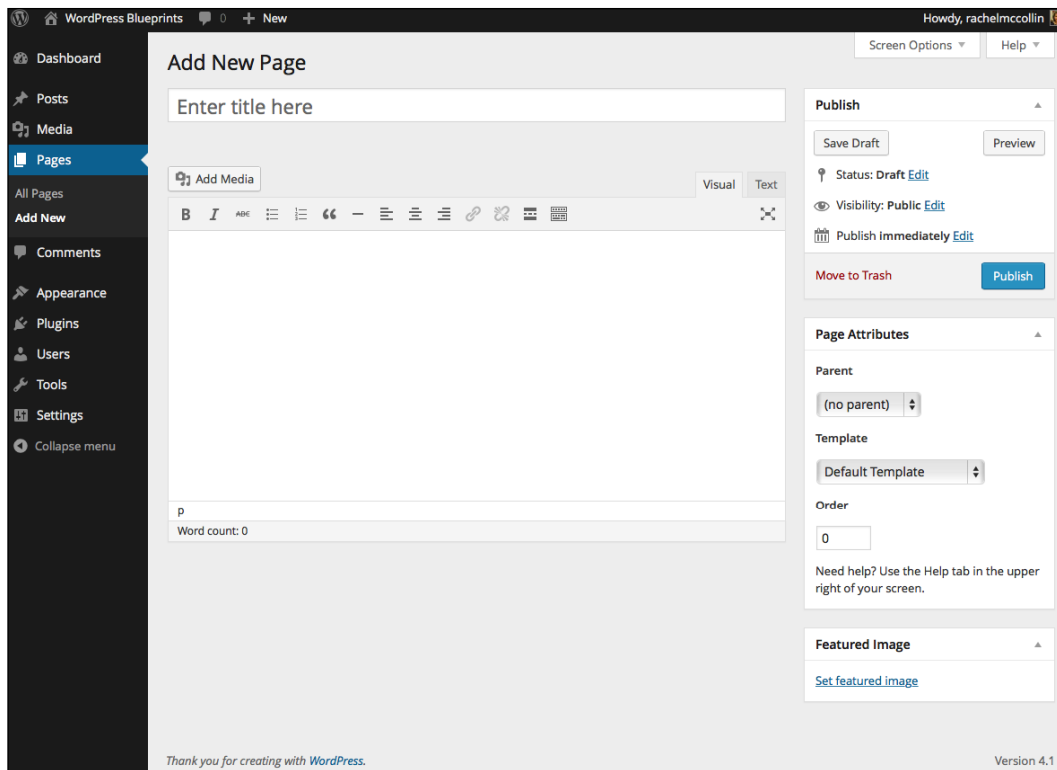 WordPress Blueprints 0 + New Howdy, rachelmccollin
Screen Options Help
Dashboard
Posts
Media
Pages
All Pages
Add New
Comments
Appearance
Plugins
Users
Tools
Settings
Collapse menu
Add New Page
Enter title here
Add Media
Visual Text
B I ABC
p
Word count: 0
Publish
Save Draft Preview
Status: Draft Edit
Visibility: Public Edit
Publish immediately Edit
Move to Trash Publish
Page Attributes
Parent
(no parent)
Template
Default Template
Order
0
Need help? Use the Help tab in the upper
right of your screen.
Featured Image
Set featured image
Thank you for creating with WordPress. Version 4.1